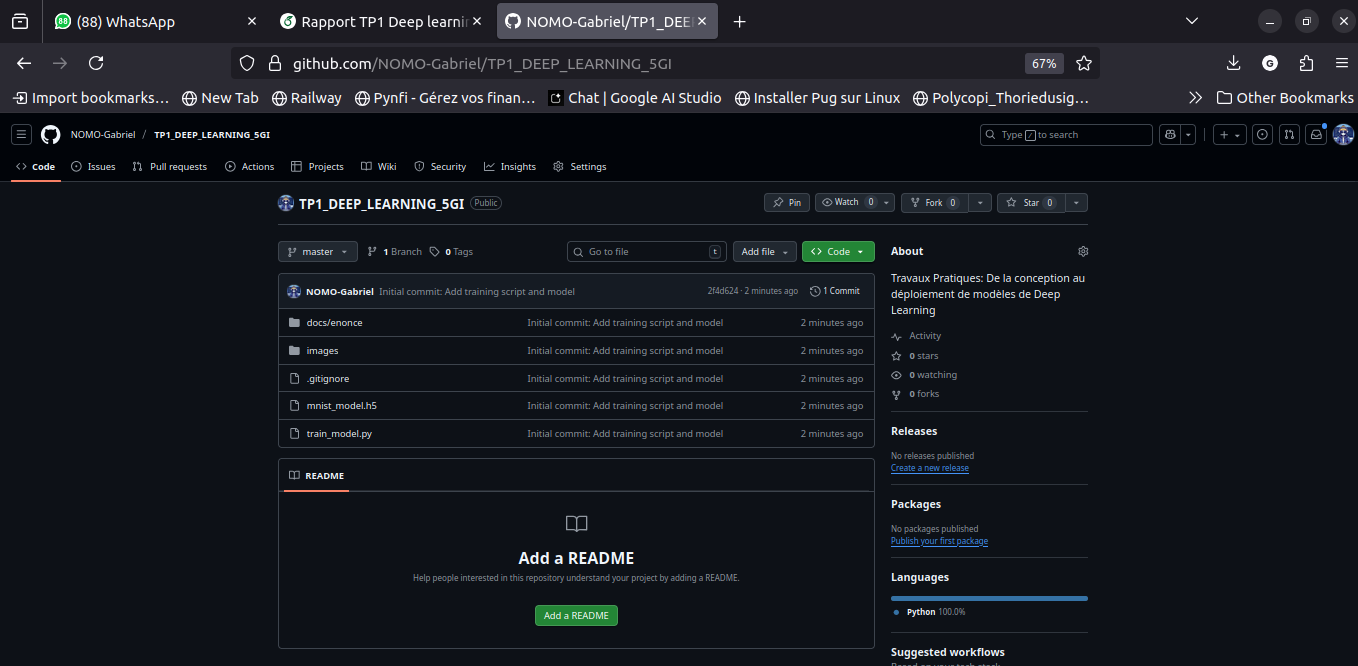 (88) WhatsApp
Rapport TP1 Deep learnin
NOMO-Gabriel/TP1_DEE
github.com/NOMO-Gabriel/TP1_DEEP_LEARNING_5GI
67%
G
Import bookmarks...
New Tab
Railway
Pynfi - Gérez vos finan...
Chat | Google AI Studio
Installer Pug sur Linux
Polycopi_Thoriedusig...
Other Bookmarks
NOMO-Gabriel / TP1_DEEP_LEARNING_5GI
Type / to search
Code
Issues
Pull requests
Actions
Projects
Wiki
Security
Insights
Settings
TP1_DEEP_LEARNING_5GI Public
Pin
Watch 0
Fork 0
Star 0
master
1 Branch
0 Tags
Go to file t
Add file
Code
NOMO-Gabriel Initial commit: Add training script and model 2f4d624 · 2 minutes ago 1 Commit
docs/enonce Initial commit: Add training script and model 2 minutes ago
images Initial commit: Add training script and model 2 minutes ago
.gitignore Initial commit: Add training script and model 2 minutes ago
mnist_model.h5 Initial commit: Add training script and model 2 minutes ago
train_model.py Initial commit: Add training script and model 2 minutes ago
README
Add a README
Help people interested in this repository understand your project by adding a README.
Add a README
About
Travaux Pratiques: De la conception au
déploiement de modèles de Deep
Learning
Activity
0 stars
0 watching
0 forks
Releases
No releases published
Create a new release
Packages
No packages published
Publish your first package
Languages
Python 100.0%
Suggested workflows
Based on your tech stack